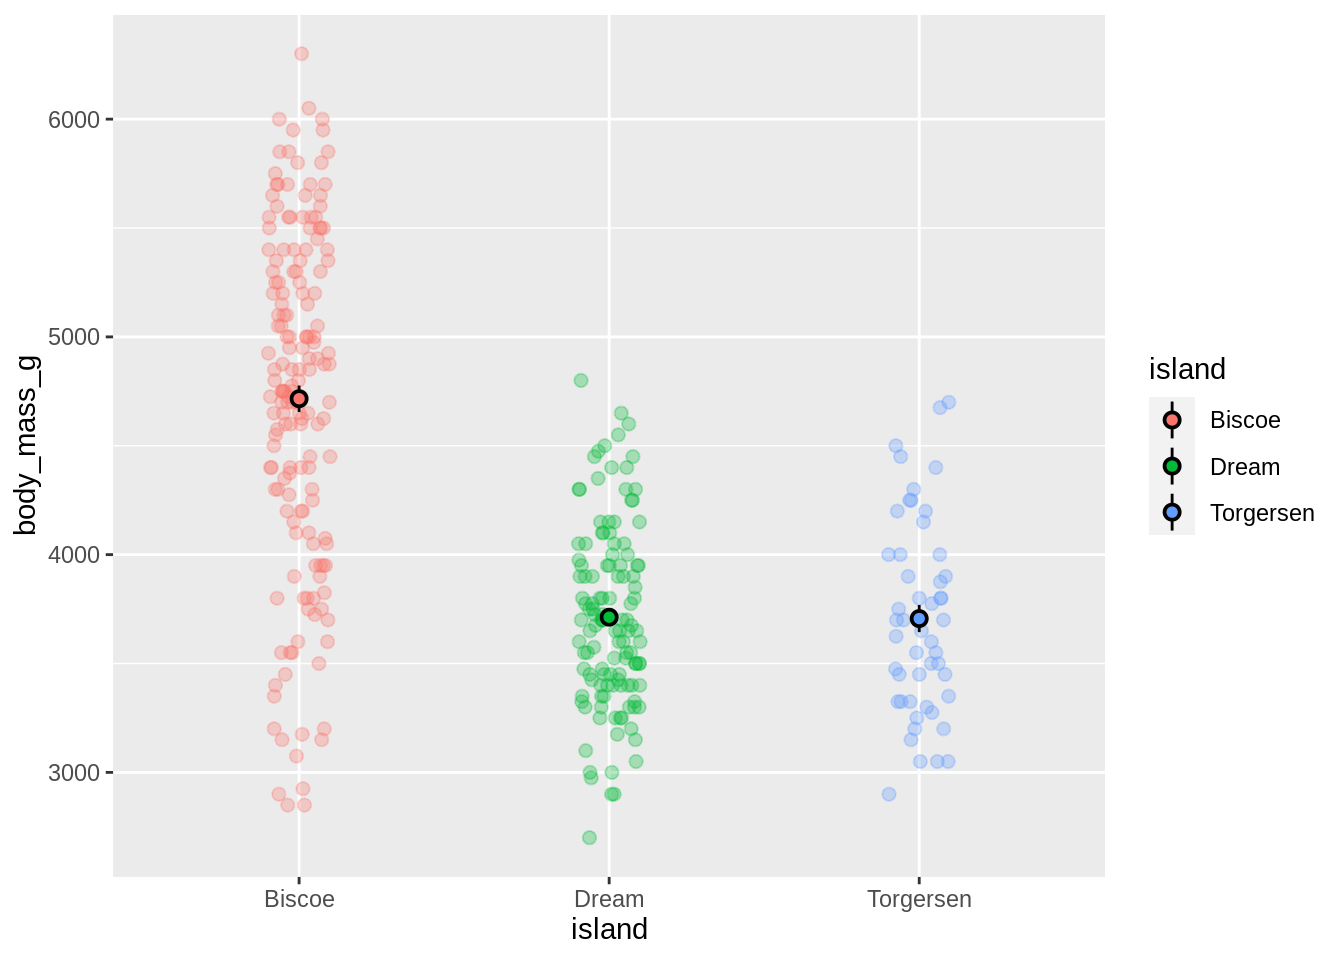 body_mass_g
6000
5000
4000
3000
Biscoe
Dream
Torgersen
island
island
Biscoe
Dream
Torgersen